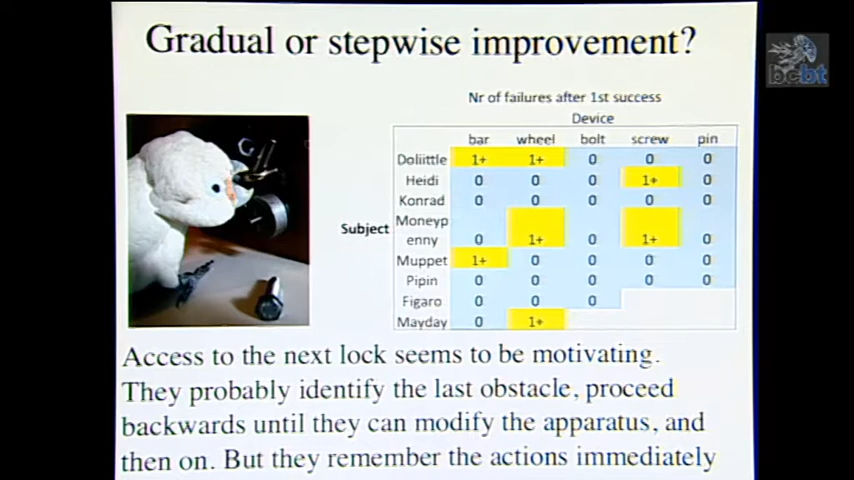 Gradual or stepwise improvement?
bcbt
Nr of failures after 1st success
Device
bar wheel bolt screw pin
Doliittle 1+ 1+ 0 0 0
Heidi 0 0 0 1+ 0
Konrad 0 0 0 0 0
Subject
Moneyp
enny 0 1+ 0 1+ 0
Muppet 1+ 0 0 0 0
Pipin 0 0 0 0 0
Figaro 0 0 0
Mayday 0 1+
Access to the next lock seems to be motivating.
They probably identify the last obstacle, proceed
backwards until they can modify the apparatus, and
then on. But they remember the actions immediately